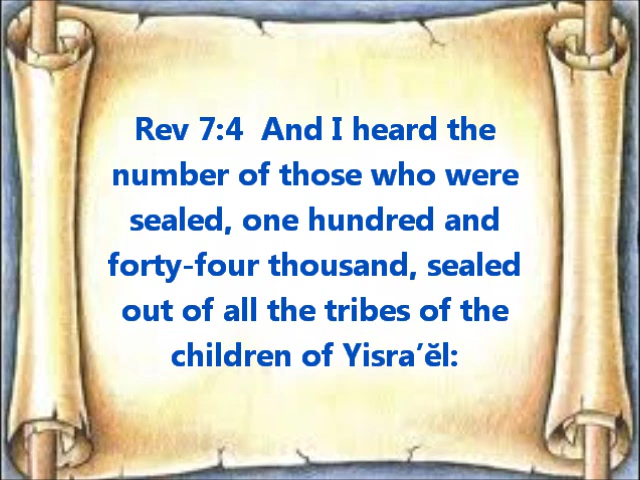 Rev 7:4  And I heard the
number of those who were
sealed, one hundred and
forty-four thousand, sealed
out of all the tribes of the
children of Yisra’ĕl: